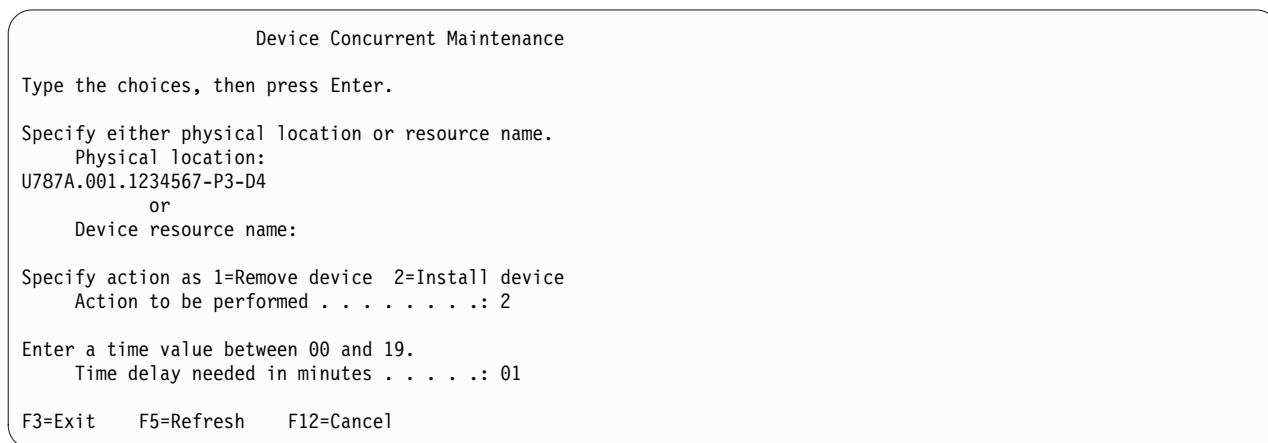 Device Concurrent Maintenance
Type the choices, then press Enter.
Specify either physical location or resource name.
Physical location:
U787A.001.1234567-P3-D4
or
Device resource name:
Specify action as 1=Remove device 2=Install device
Action to be performed . . . . . . . .: 2
Enter a time value between 00 and 19.
Time delay needed in minutes . . . . .: 01
F3=Exit F5=Refresh F12=Cancel